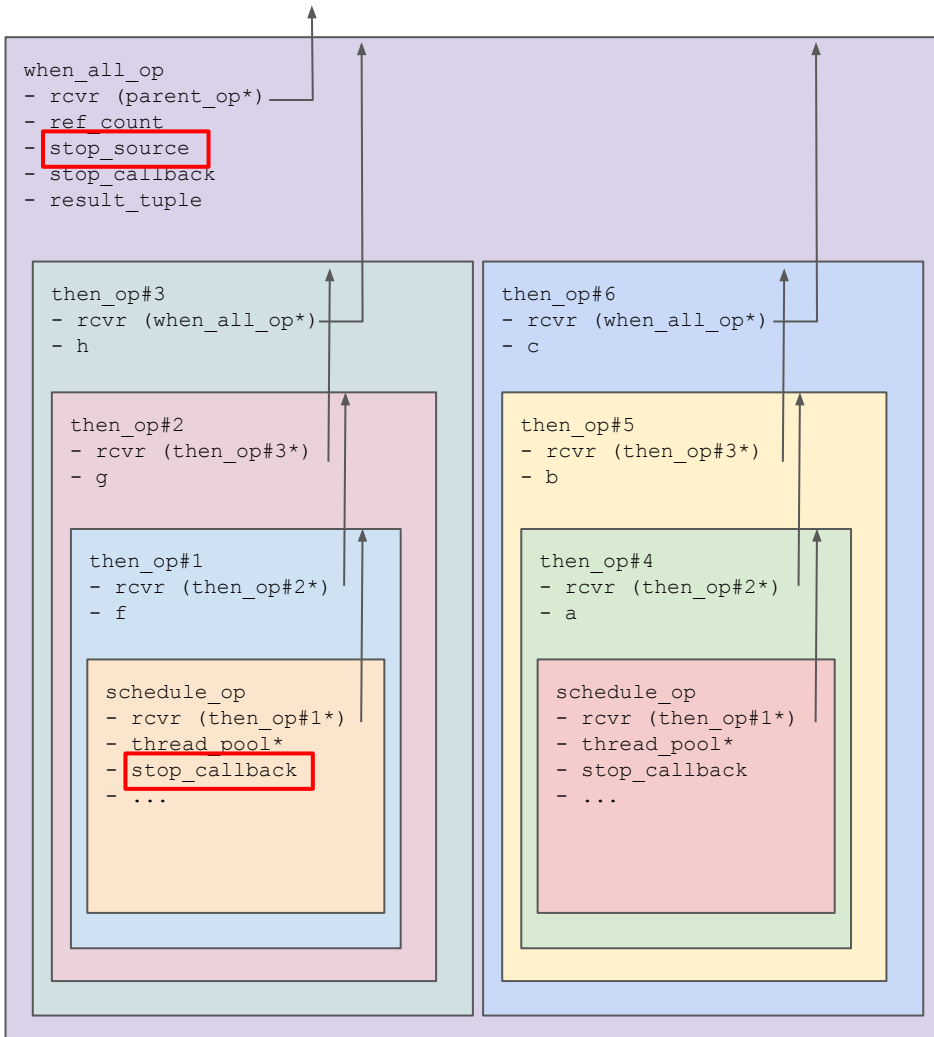 when_all_op
- rcvr (parent_op*)
- ref_count
- stop_source
- stop_callback
- result_tuple
then_op#3
- rcvr (when_all_op*)
- h
then_op#2
- rcvr (then_op#3*)
- g
then_op#1
- rcvr (then_op#2*)
- f
schedule_op
- rcvr (then_op#1*)
- thread_pool*
- stop_callback
- ...
then_op#6
- rcvr (when_all_op*)
- c
then_op#5
- rcvr (then_op#3*)
- b
then_op#4
- rcvr (then_op#2*)
- a
schedule_op
- rcvr (then_op#1*)
- thread_pool*
- stop_callback
- ...